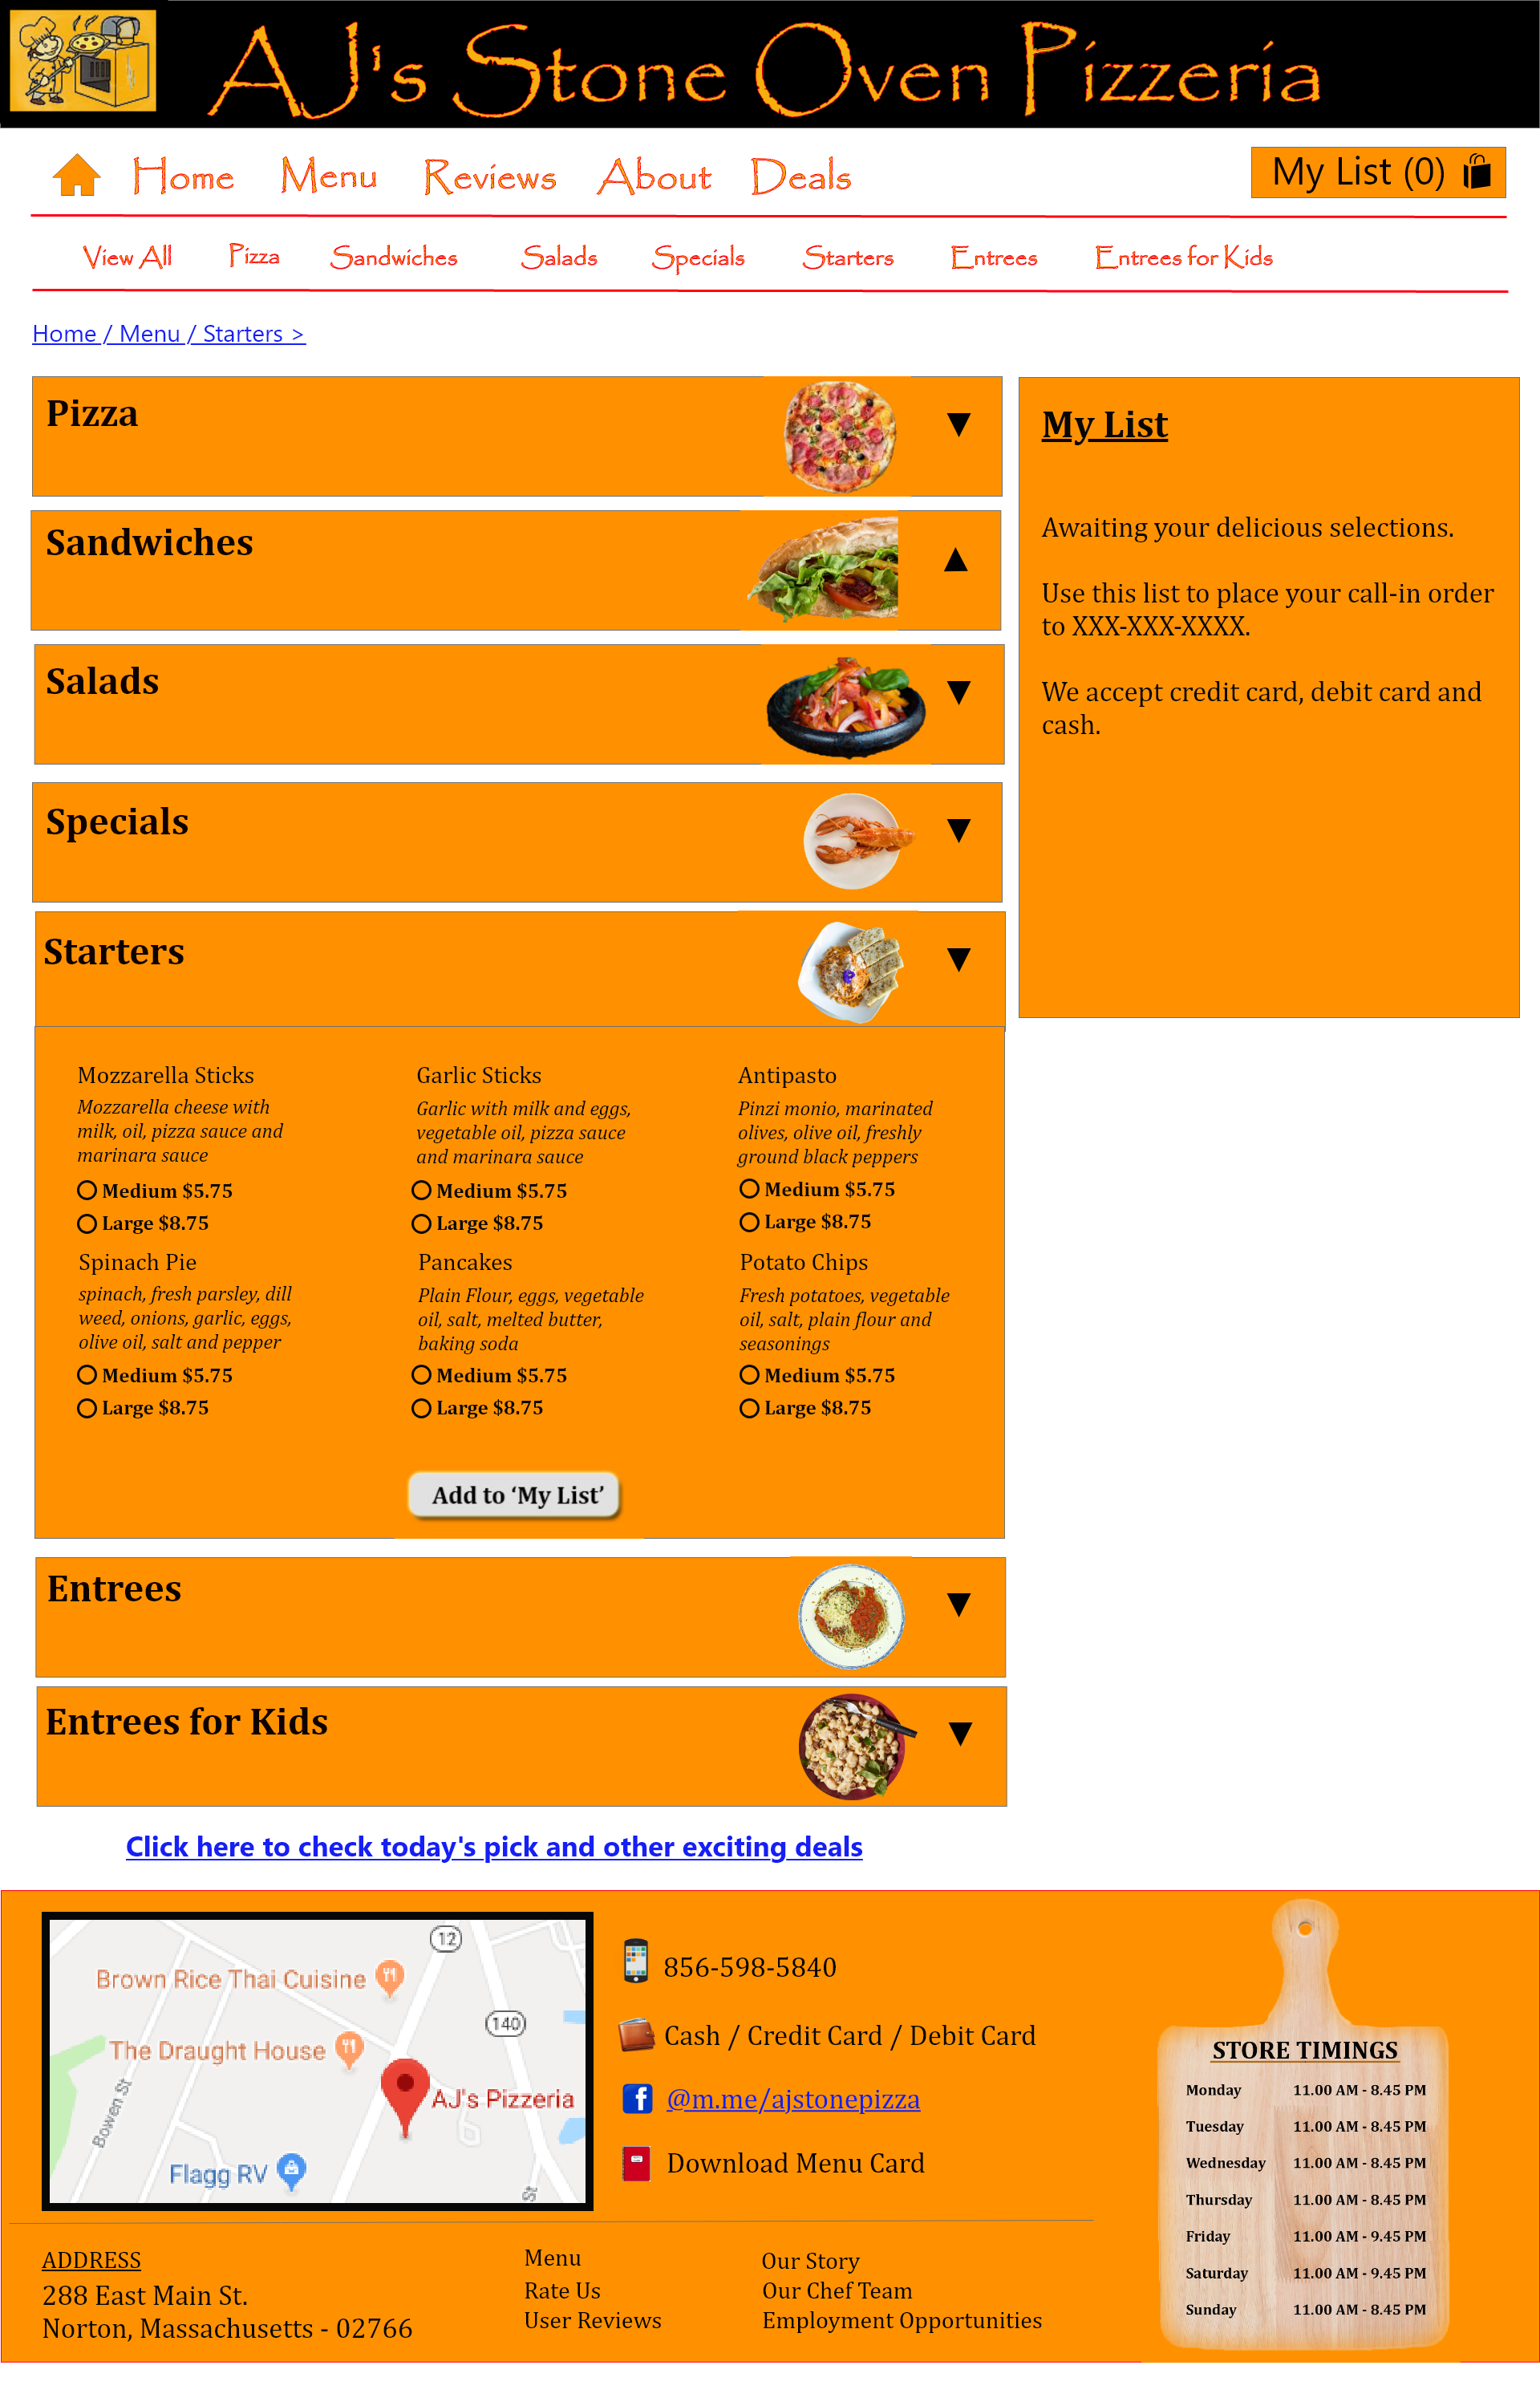 AJ's Stone Oven Pizzeria
Home Menu Reviews About Deals
My List (0)
View All Pizza Sandwiches Salads Specials Starters Entrees Entrees for Kids
Home / Menu / Starters >
Pizza
My List
Awaiting your delicious selections.
Use this list to place your call-in order
to XXX-XXX-XXXX.
We accept credit card, debit card and
cash.
Sandwiches
Salads
Specials
Starters
Mozzarella Sticks
Mozzarella cheese with
milk, oil, pizza sauce and
marinara sauce
Medium $5.75
Large $8.75
Garlic Sticks
Garlic with milk and eggs,
vegetable oil, pizza sauce
and marinara sauce
Medium $5.75
Large $8.75
Antipasto
Pinzi monio, marinated
olives, olive oil, freshly
ground black peppers
Medium $5.75
Large $8.75
Spinach Pie
spinach, fresh parsley, dill
weed, onions, garlic, eggs,
olive oil, salt and pepper
Medium $5.75
Large $8.75
Pancakes
Plain Flour, eggs, vegetable
oil, salt, melted butter,
baking soda
Medium $5.75
Large $8.75
Potato Chips
Fresh potatoes, vegetable
oil, salt, plain flour and
seasonings
Medium $5.75
Large $8.75
Add to ‘My List’
Entrees
Entrees for Kids
Click here to check today's pick and other exciting deals
12
Brown Rice Thai Cuisine
140
The Draught House
AJ's Pizzeria
Bowen St
Flagg RV
St
856-598-5840
Cash / Credit Card / Debit Card
@m.me/ajstonepizza
Download Menu Card
STORE TIMINGS
Monday 11.00 AM - 8.45 PM
Tuesday 11.00 AM - 8.45 PM
Wednesday 11.00 AM - 8.45 PM
Thursday 11.00 AM - 8.45 PM
Friday 11.00 AM - 9.45 PM
Saturday 11.00 AM - 9.45 PM
Sunday 11.00 AM - 8.45 PM
ADDRESS
288 East Main St.
Norton, Massachusetts - 02766
Menu
Rate Us
User Reviews
Our Story
Our Chef Team
Employment Opportunities